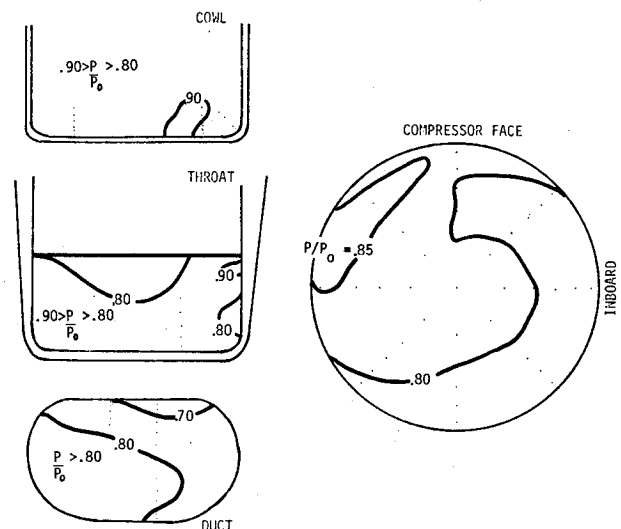 COWL
.90>P >.80
P₀
.90
THROAT
.90
.80
.90>P >.80
P₀
.80
.70
.80
P >.80
P₀
DUCT
COMPRESSOR FACE
P/P₀ = .85
.80
INBOARD